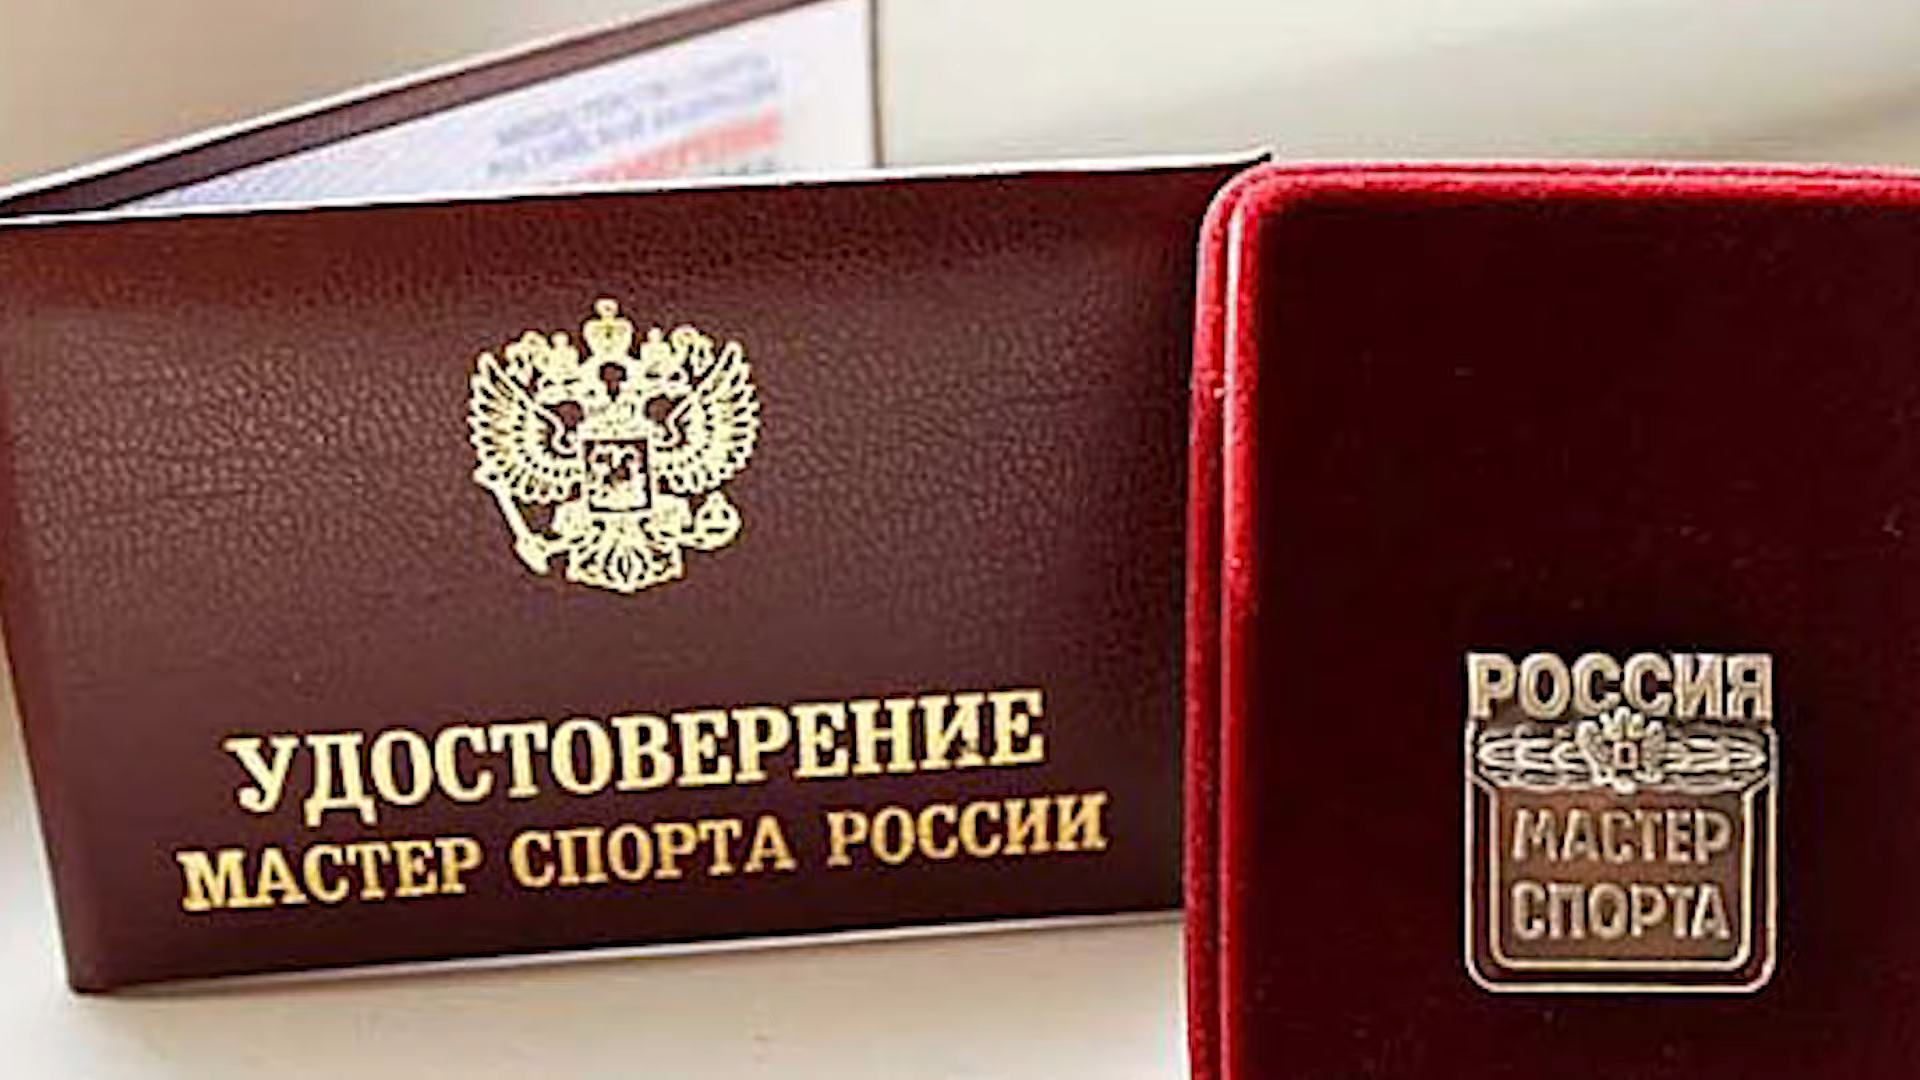 УДОСТОВЕРЕНИЕ
МАСТЕР СПОРТА РОССИИ
РОССИЯ
МАСТЕР
СПОРТА